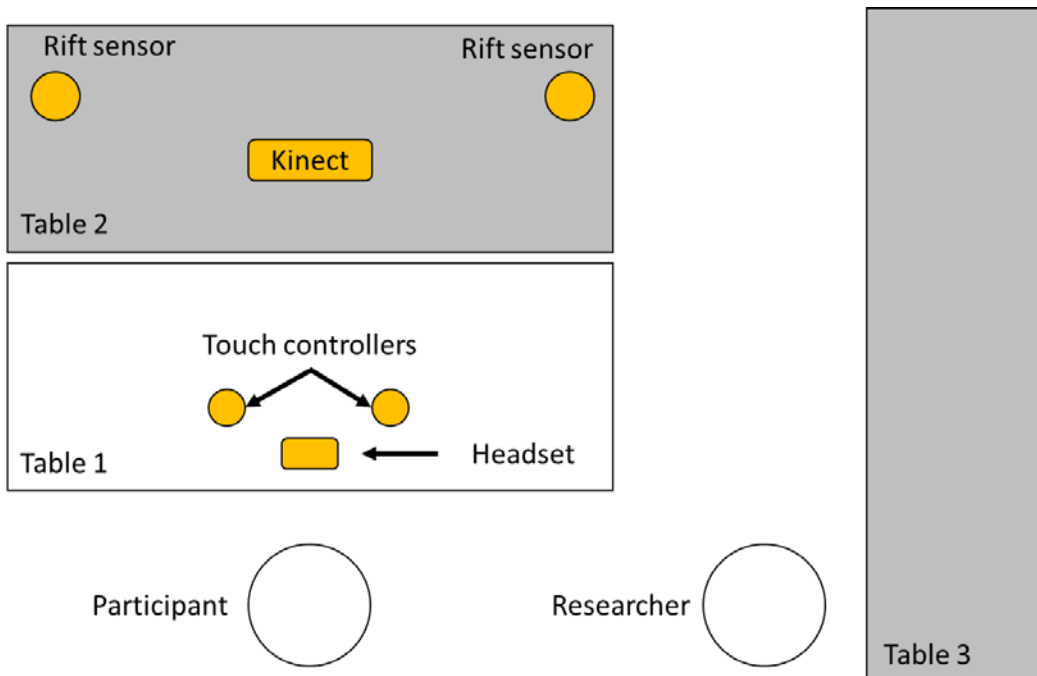 Rift sensor
Rift sensor
Kinect
Table 2
Touch controllers
Headset
Table 1
Participant
Researcher
Table 3